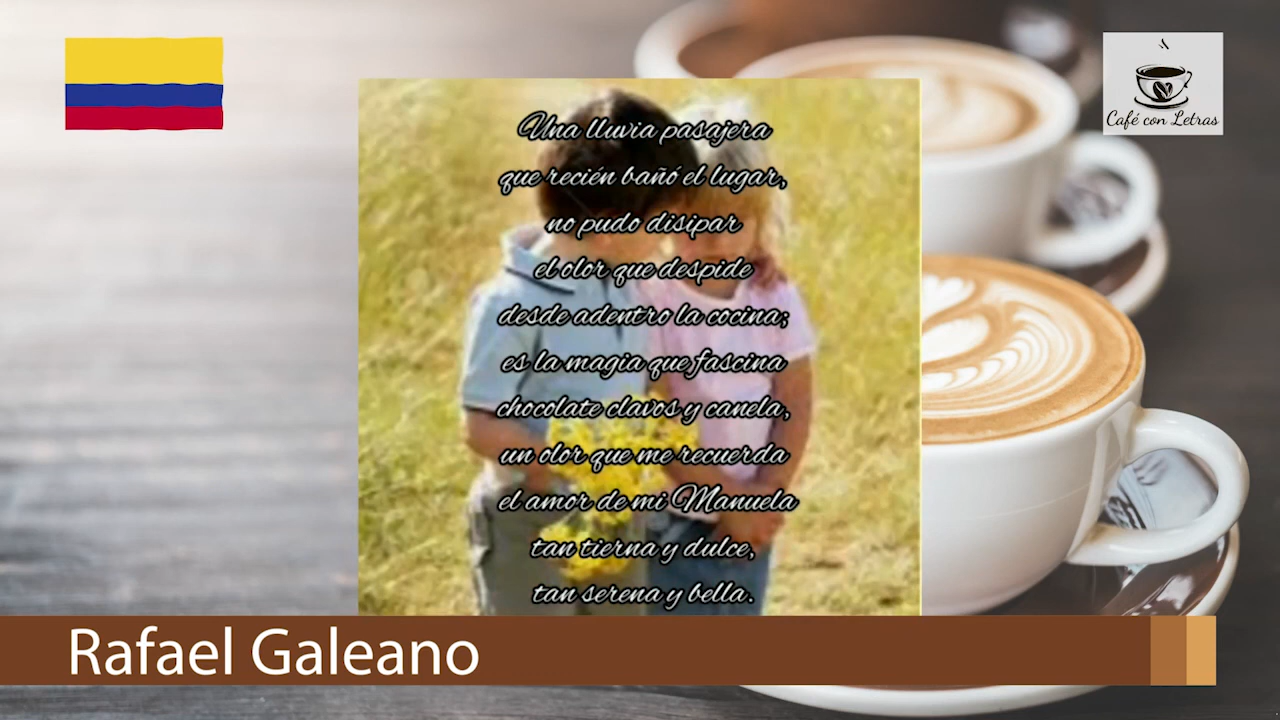 Café con Letras
Una lluvia pasajera
que recién bañó el lugar,
no pudo disipar
el olor que despide
desde adentro la cocina;
es la magia que fascina
chocolate clavos y canela,
un olor que me recuerda
el amor de mi Manuela
tan tierna y dulce,
tan serena y bella.
Rafael Galeano